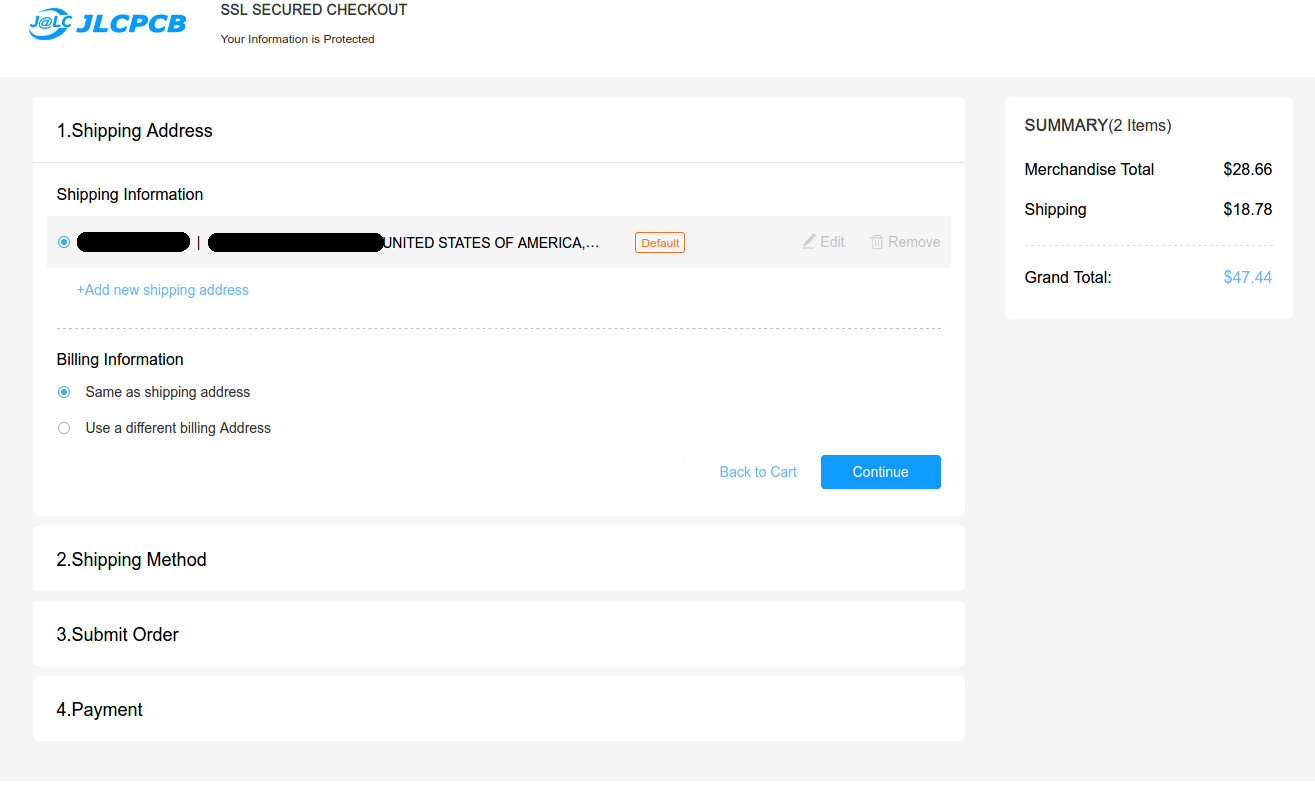 J@LC JLCPCB
SSL SECURED CHECKOUT
Your Information is Protected
1.Shipping Address
Shipping Information
| UNITED STATES OF AMERICA,... Default Edit Remove
+Add new shipping address
Billing Information
Same as shipping address
Use a different billing Address
Back to Cart Continue
2.Shipping Method
3.Submit Order
4.Payment
SUMMARY(2 Items)
Merchandise Total $28.66
Shipping $18.78
Grand Total: $47.44